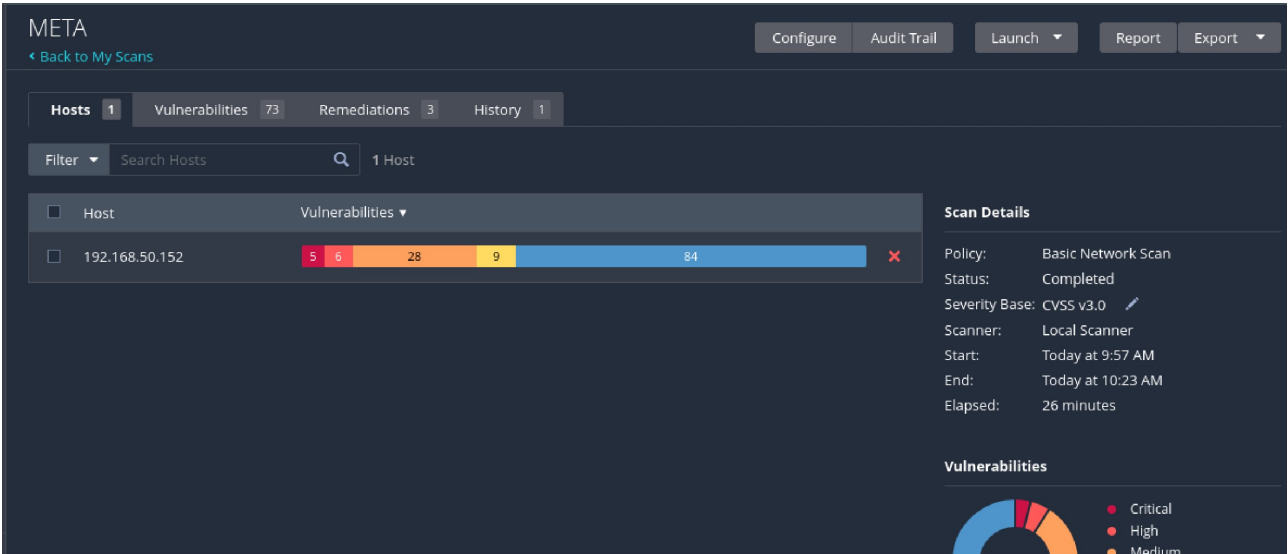 META
Back to My Scans
Configure Audit Trail Launch Report Export
Hosts 1 Vulnerabilities 73 Remediations 3 History 1
Filter Search Hosts 1 Host
Host Vulnerabilities
192.168.50.152 5 6 28 9 84
Scan Details
Policy: Basic Network Scan
Status: Completed
Severity Base: CVSS v3.0
Scanner: Local Scanner
Start: Today at 9:57 AM
End: Today at 10:23 AM
Elapsed: 26 minutes
Vulnerabilities
Critical
High
Medium